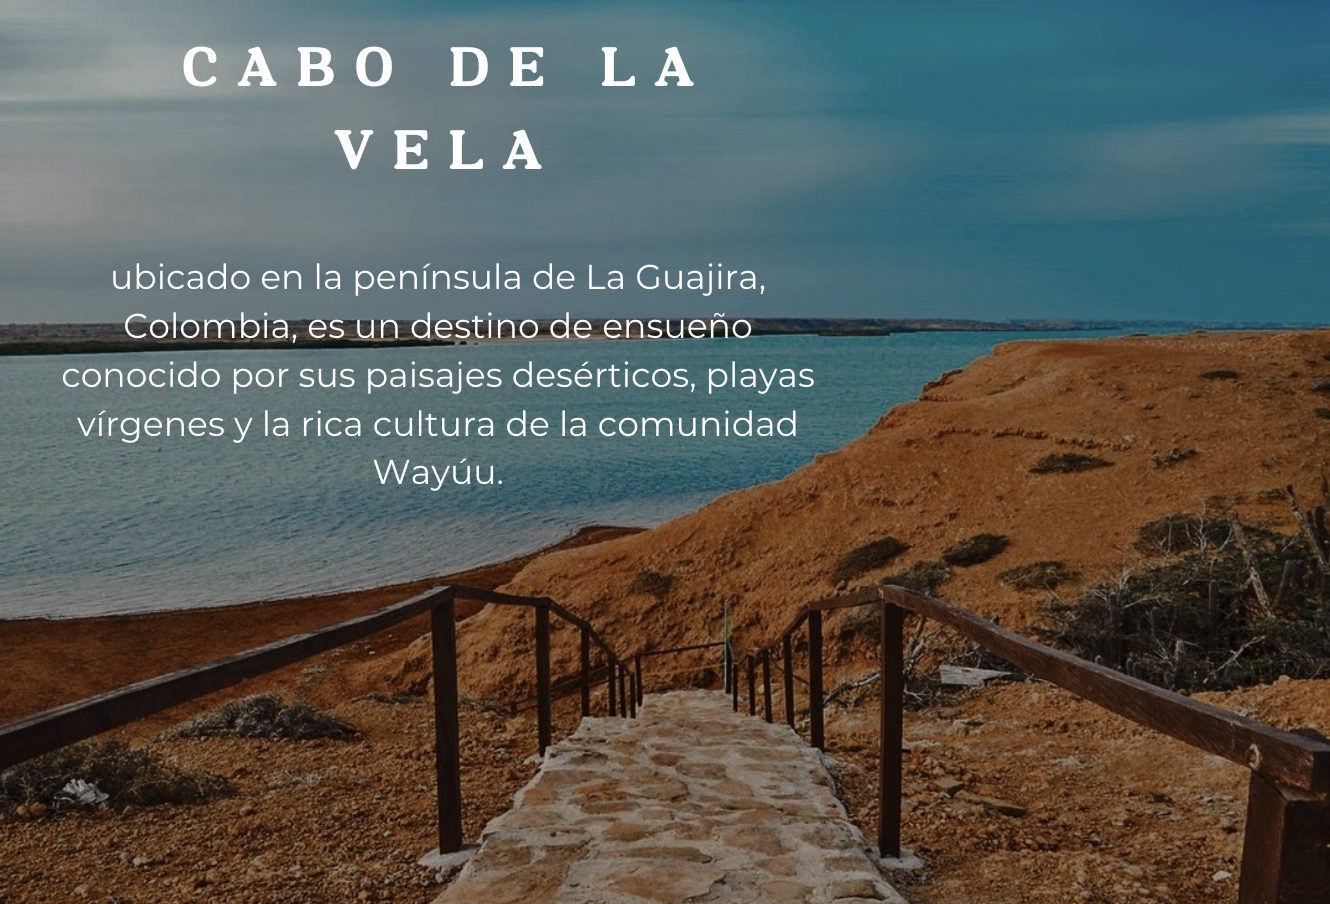 CABO DE LA
VELA
ubicado en la península de La Guajira,
Colombia, es un destino de ensueño
conocido por sus paisajes desérticos, playas
vírgenes y la rica cultura de la comunidad
Wayúu.